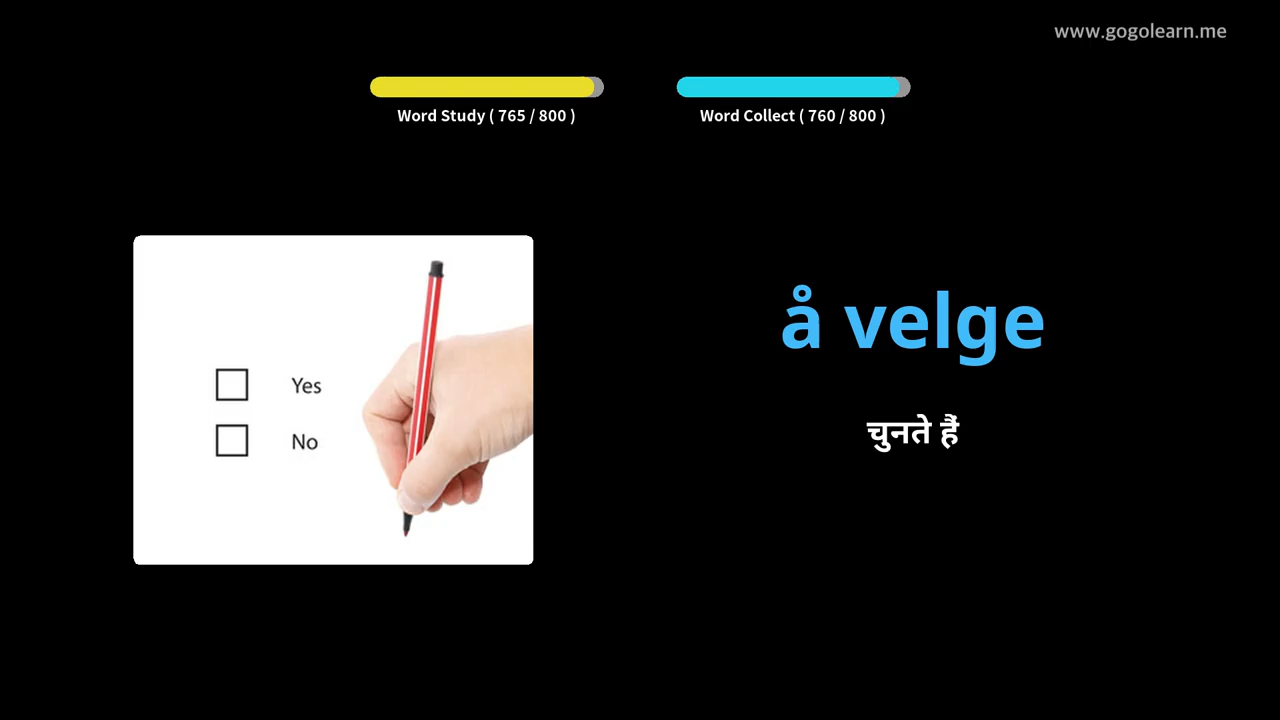 www.gogolearn.me
Word Study ( 765 / 800 )
Word Collect ( 760 / 800 )
Yes
No
å velge
चुनते हैं